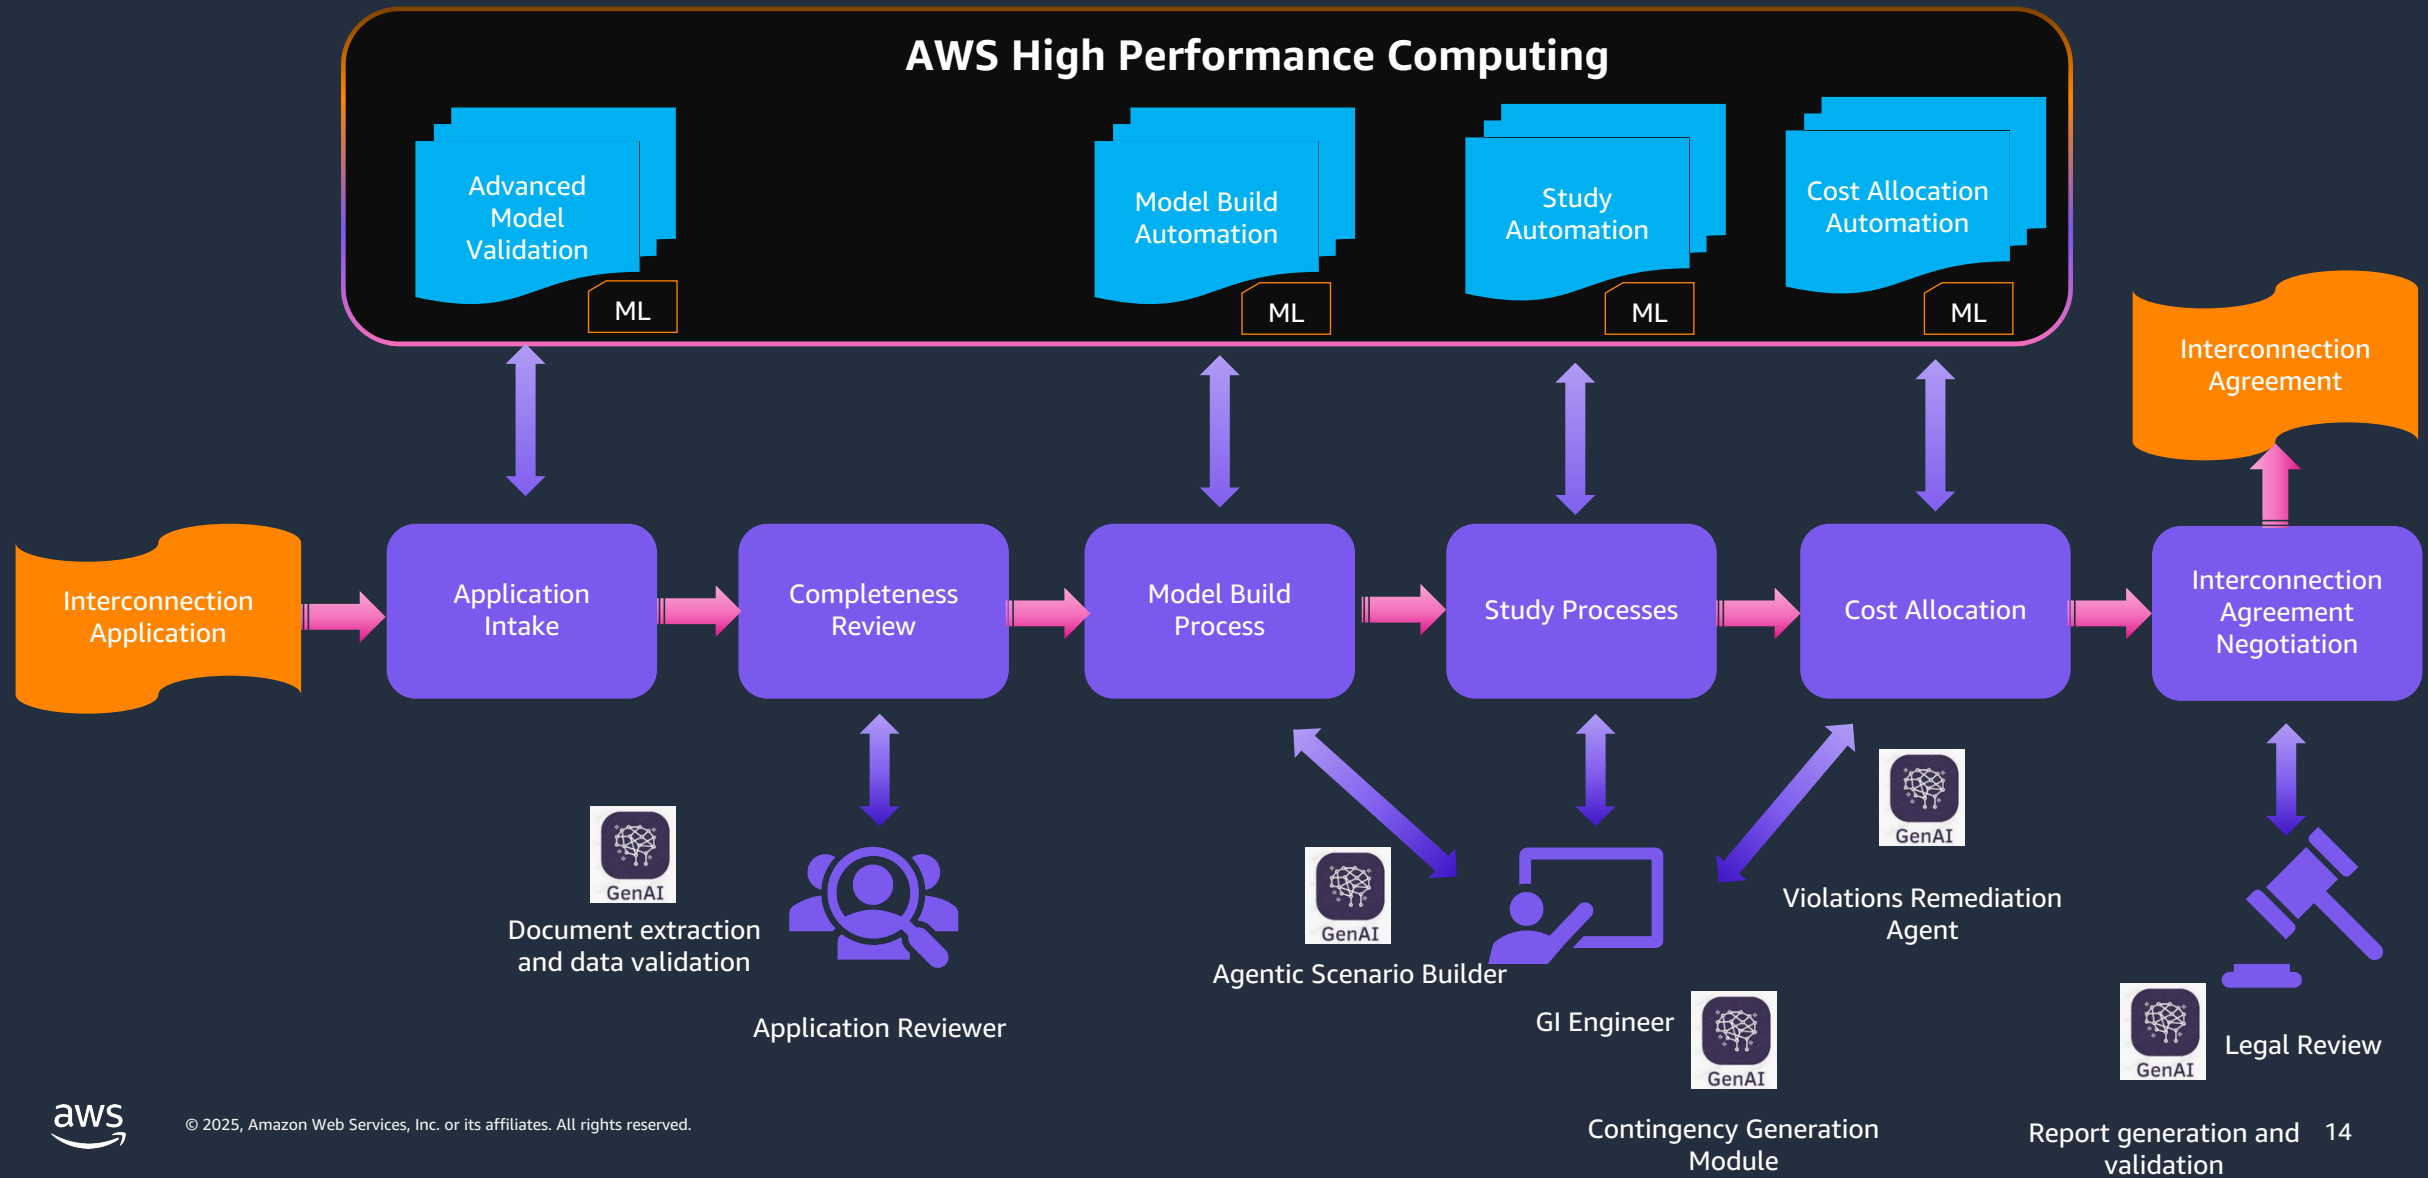 AWS High Performance Computing
Advanced
Model
Validation
ML
Model Build
Automation
ML
Study
Automation
ML
Cost Allocation
Automation
ML
Interconnection
Agreement
Interconnection
Application
Application
Intake
Completeness
Review
Model Build
Process
Study Processes
Cost Allocation
Interconnection
Agreement
Negotiation
GenAI
Document extraction
and data validation
Application Reviewer
GenAI
Agentic Scenario Builder
GI Engineer
GenAI
Contingency Generation
Module
GenAI
Violations Remediation
Agent
GenAI
Legal Review
Report generation and
validation
aws
© 2025, Amazon Web Services, Inc. or its affiliates. All rights reserved.
14